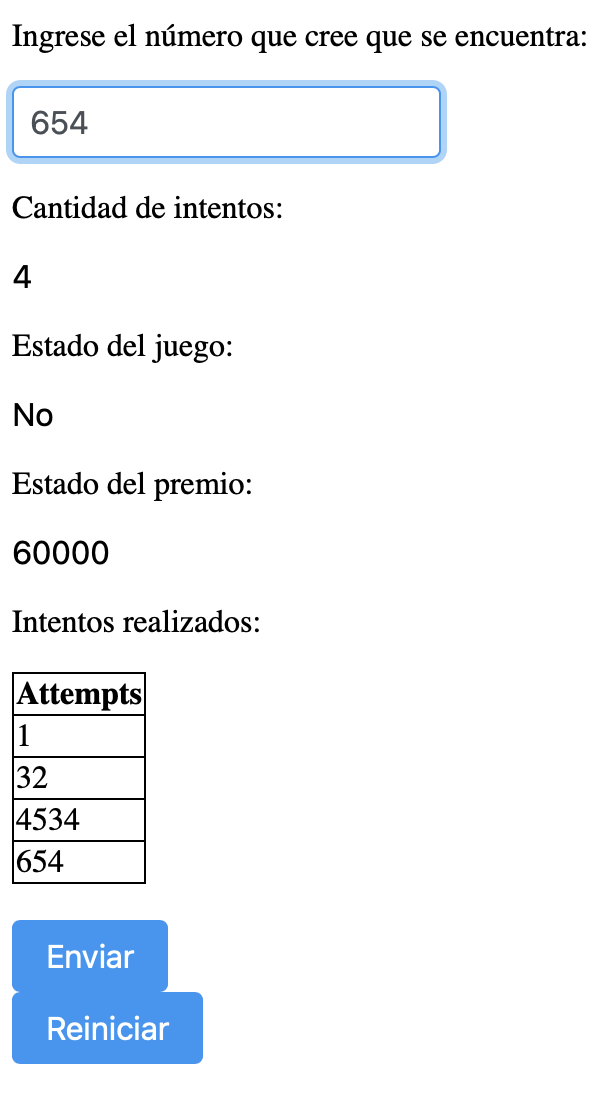 Ingrese el número que cree que se encuentra:
654
Cantidad de intentos:
4
Estado del juego:
No
Estado del premio:
60000
Intentos realizados:
Attempts
1
32
4534
654
Enviar
Reiniciar